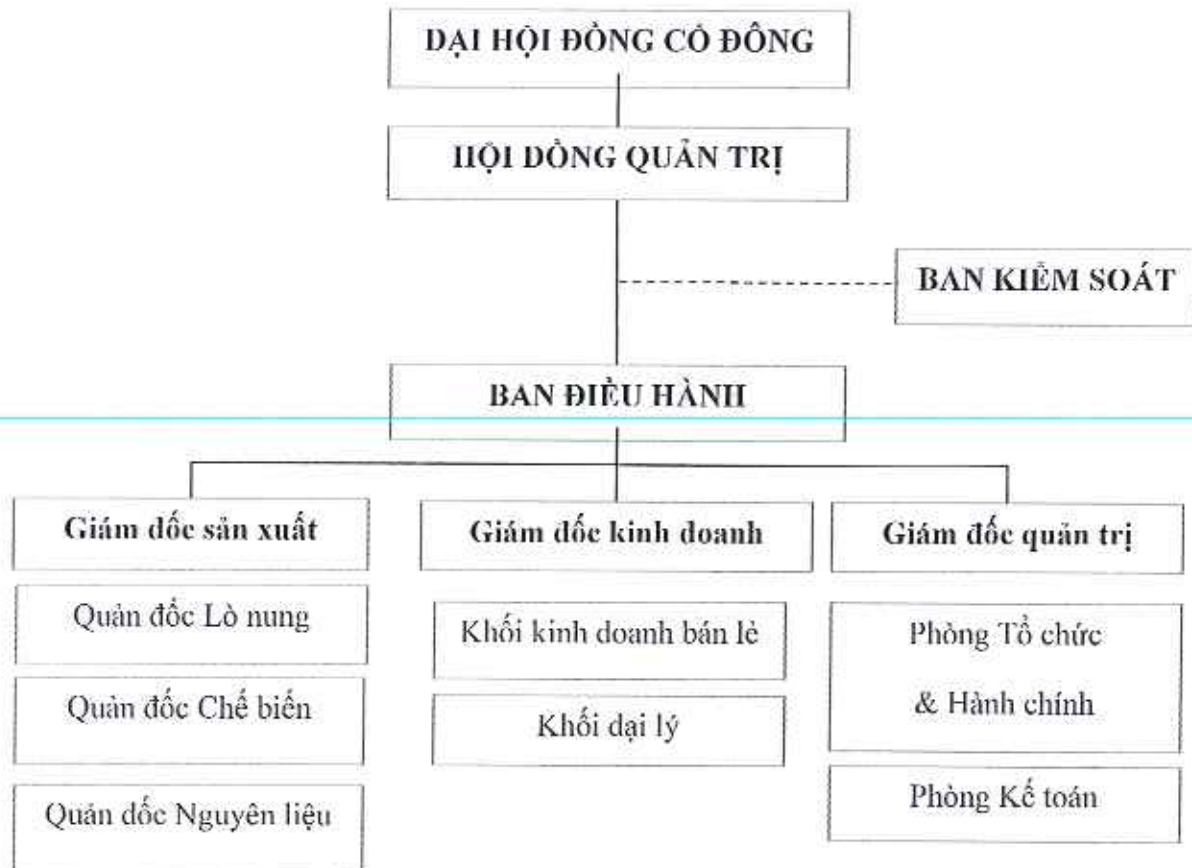 ĐẠI HỘI ĐỒNG CỔ ĐÔNG
HỘI ĐỒNG QUẢN TRỊ
BAN KIỂM SOÁT
BAN ĐIỀU HÀNH
Giám đốc sản xuất
Giám đốc kinh doanh
Giám đốc quản trị
Quản đốc Lò nung
Quản đốc Chế biến
Quản đốc Nguyên liệu
Khối kinh doanh bán lẻ
Khối đại lý
Phòng Tổ chức
& Hành chính
Phòng Kế toán